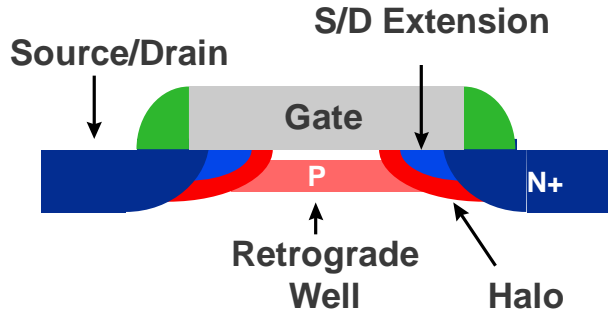 S/D Extension
Source/Drain
Gate
P
N+
Retrograde
Well
Halo